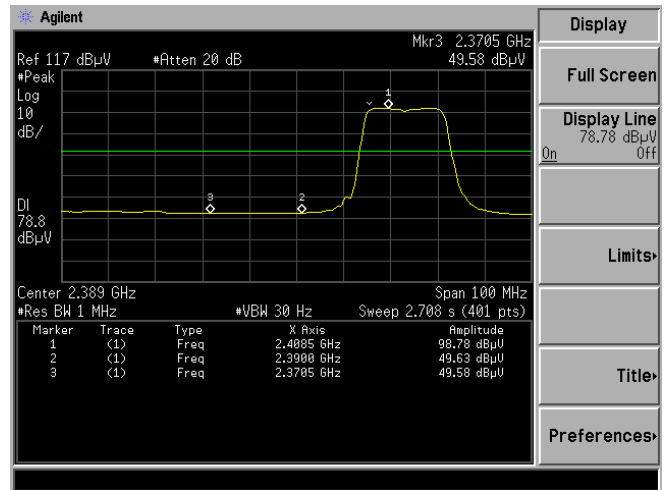 Agilent
Display
Mkr3 2.3705 GHz
Ref 117 dBµV #Atten 20 dB 49.58 dBµV
#Peak
Log
10
dB/
1
3
2
DI
78.8
dBµV
Center 2.389 GHz Span 100 MHz
#Res BW 1 MHz #VBW 30 Hz Sweep 2.708 s (401 pts)
Marker Trace Type X Axis Amplitude
1 (1) Freq 2.4085 GHz 98.78 dBµV
2 (1) Freq 2.3900 GHz 49.63 dBµV
3 (1) Freq 2.3705 GHz 49.58 dBµV
Full Screen
Display Line
78.78 dBµV
On Off
Limits
Title
Preferences